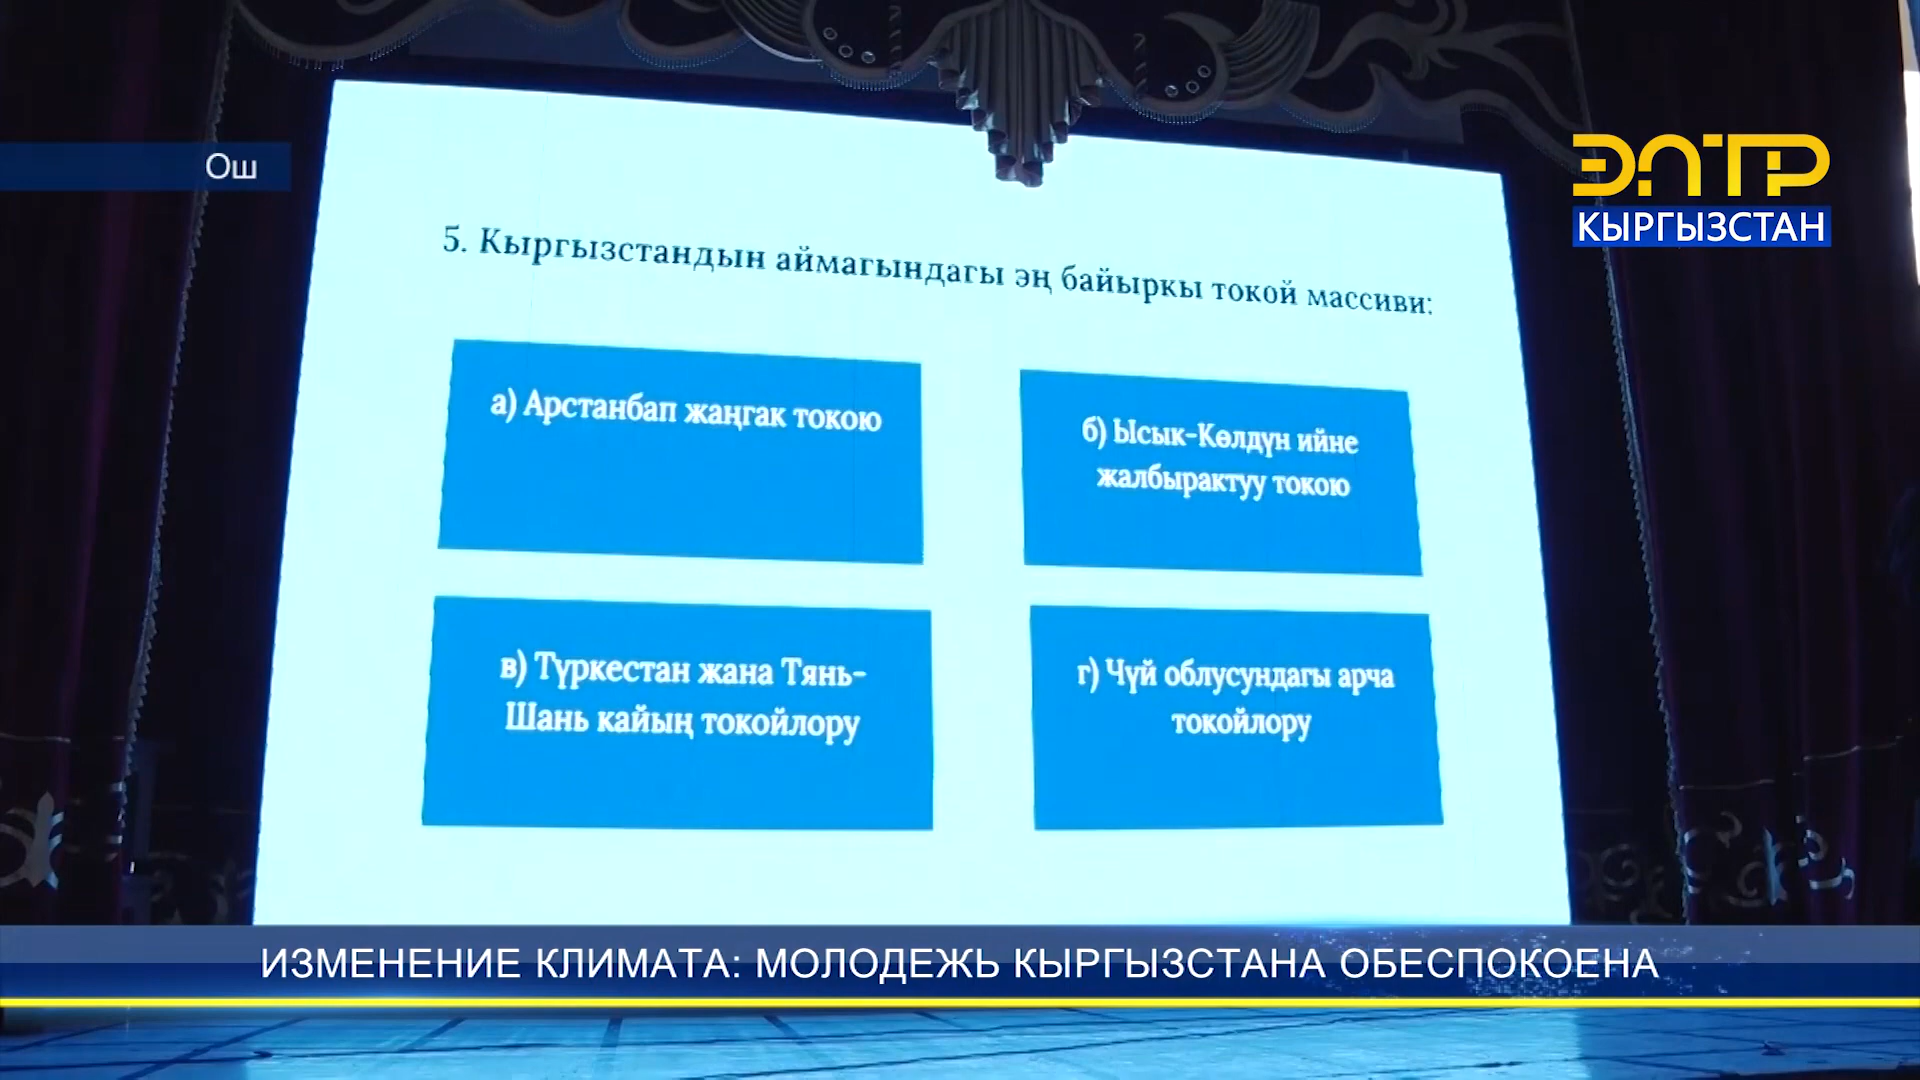 Ош
ЭЛТР
КЫРГЫЗСТАН
5. Кыргызстандын аймагындагы эң байыркы токой массиви:
а) Арстанбап жаңгак токою
б) Ысык-Көлдүн ийне
жалбырактуу токою
в) Түркестан жана Тянь-
Шань кайың токойлору
г) Чүй облусундагы арча
токойлору
ИЗМЕНЕНИЕ КЛИМАТА: МОЛОДЕЖЬ КЫРГЫЗСТАНА ОБЕСПОКОЕНА